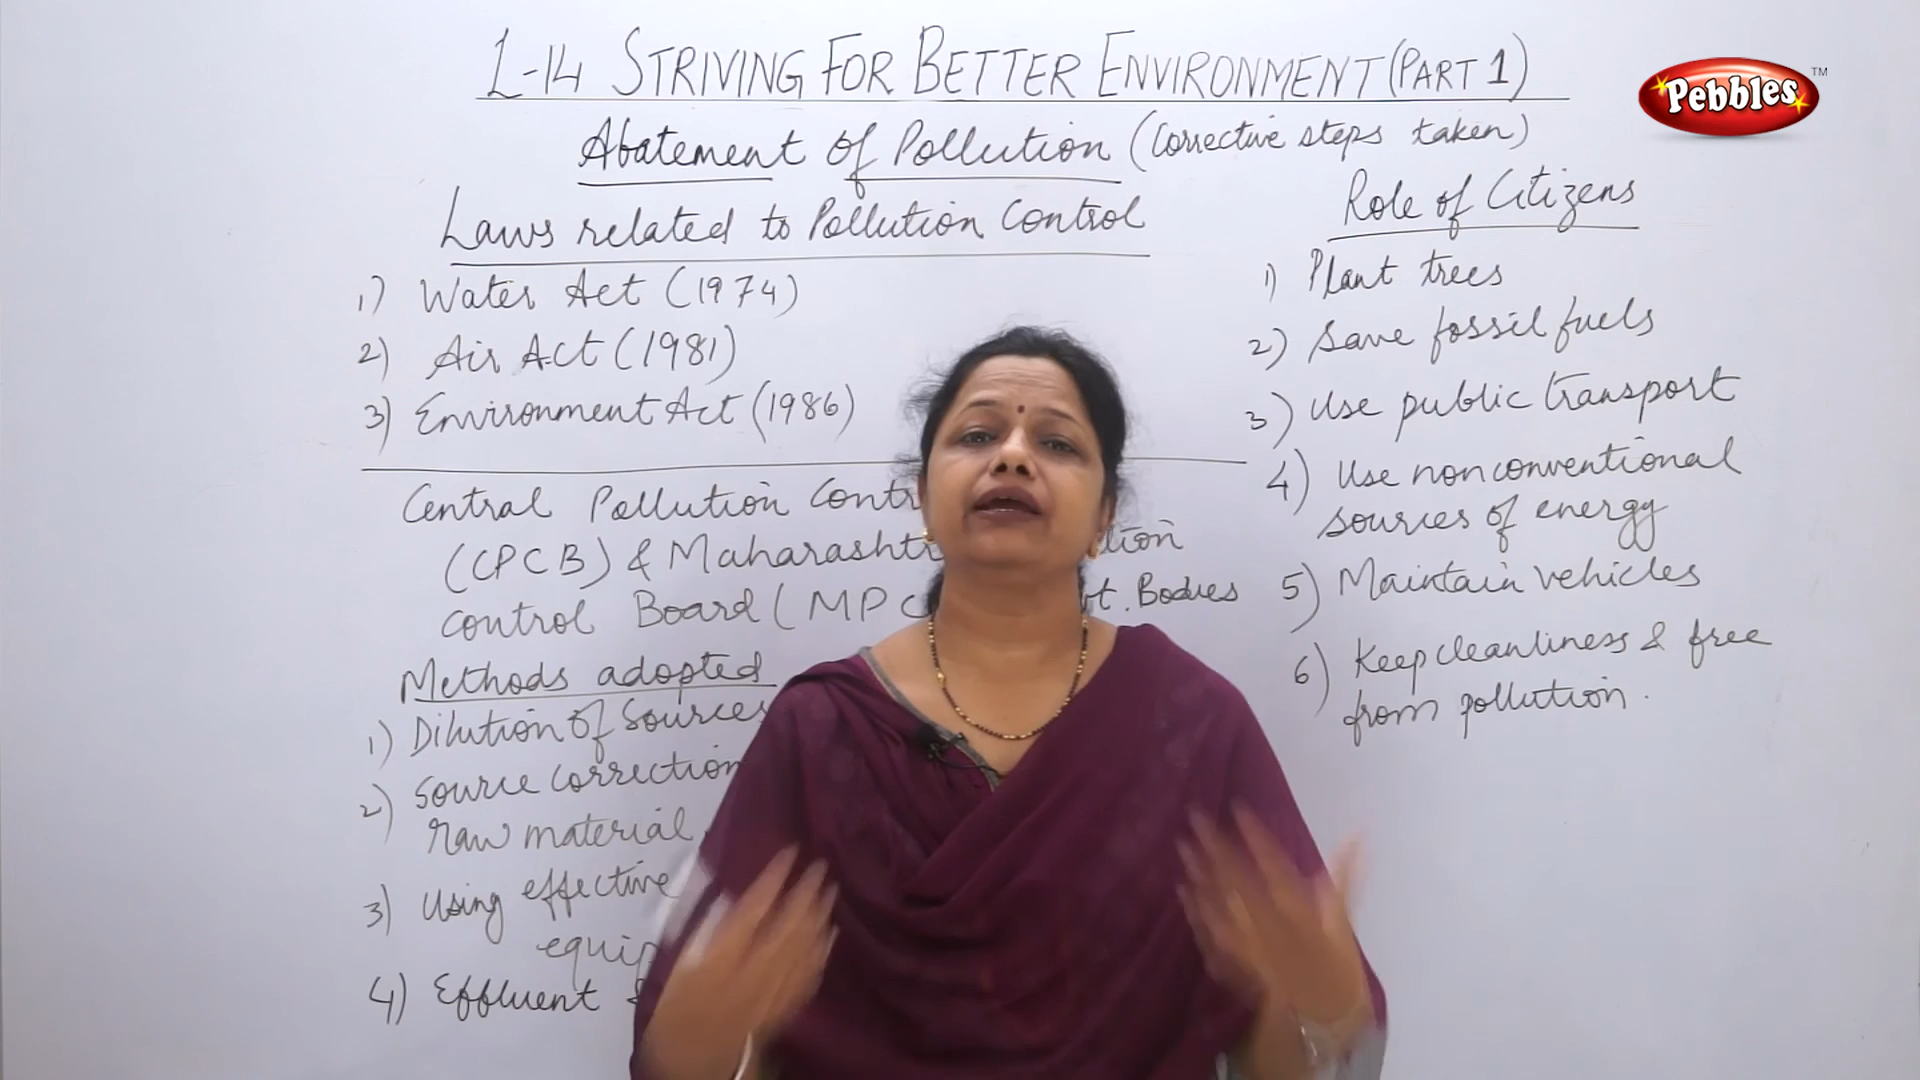 L-14 STRIVING FOR BETTER ENVIRONMENT (PART 1)
Pebbles TM
Abatement of Pollution (Corrective steps taken)
Laws related to Pollution Control
1) Water Act (1974)
2) Air Act (1981)
3) Environment Act (1986)
Central Pollution Contr
(CPCB) & Maharasht
Control Board (MPC Bodies
Methods adopted
1) Dilution of Sources
2) Source correction
raw material
3) Using effective
equip
4) Effluent
Role of Citizens
1) Plant trees
2) Save fossil fuels
3) Use public transport
4) Use nonconventional
sources of energy
5) Maintain vehicles
6) Keep cleanliness & free
from pollution.